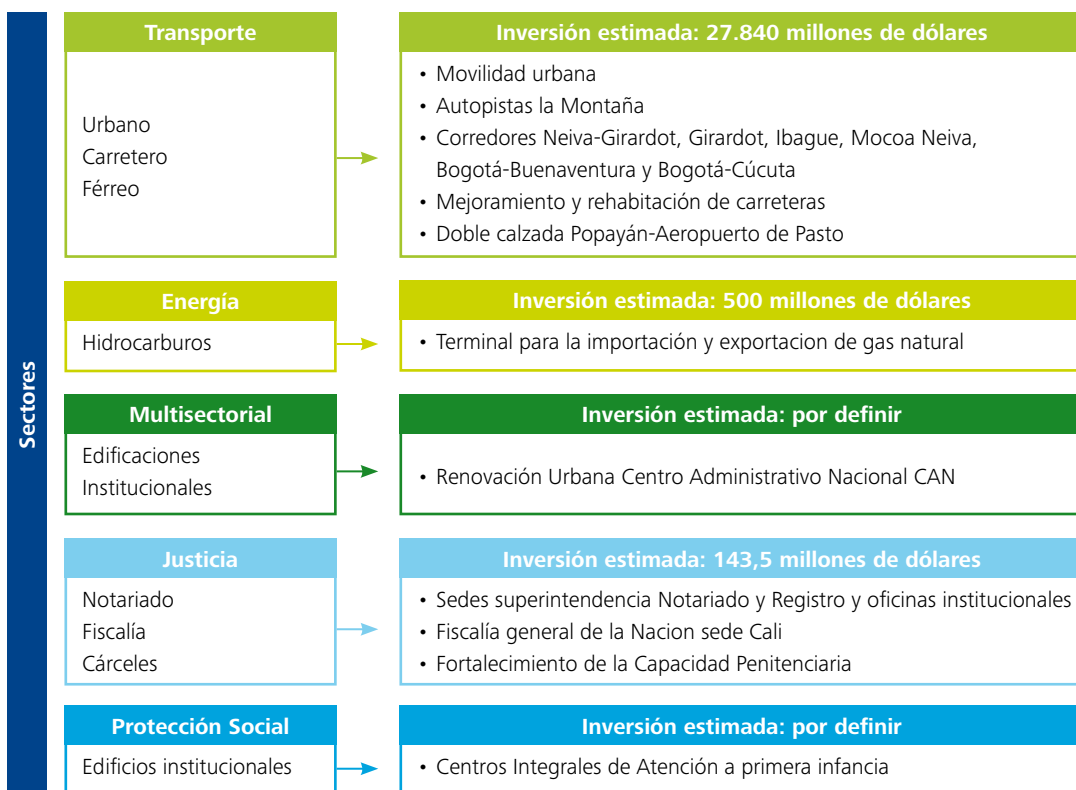 Sectores
Transporte
Urbano
Carretero
Férreo
Inversión estimada: 27.840 millones de dólares
• Movilidad urbana
• Autopistas la Montaña
• Corredores Neiva-Girardot, Girardot, Ibague, Mocoa Neiva,
Bogotá-Buenaventura y Bogotá-Cúcuta
• Mejoramiento y rehabitación de carreteras
• Doble calzada Popayán-Aeropuerto de Pasto
Energía
Hidrocarburos
Inversión estimada: 500 millones de dólares
• Terminal para la importación y exportacion de gas natural
Multisectorial
Edificaciones
Institucionales
Inversión estimada: por definir
• Renovación Urbana Centro Administrativo Nacional CAN
Justicia
Notariado
Fiscalía
Cárceles
Inversión estimada: 143,5 millones de dólares
• Sedes superintendencia Notariado y Registro y oficinas institucionales
• Fiscalía general de la Nacion sede Cali
• Fortalecimiento de la Capacidad Penitenciaria
Protección Social
Edificios institucionales
Inversión estimada: por definir
• Centros Integrales de Atención a primera infancia